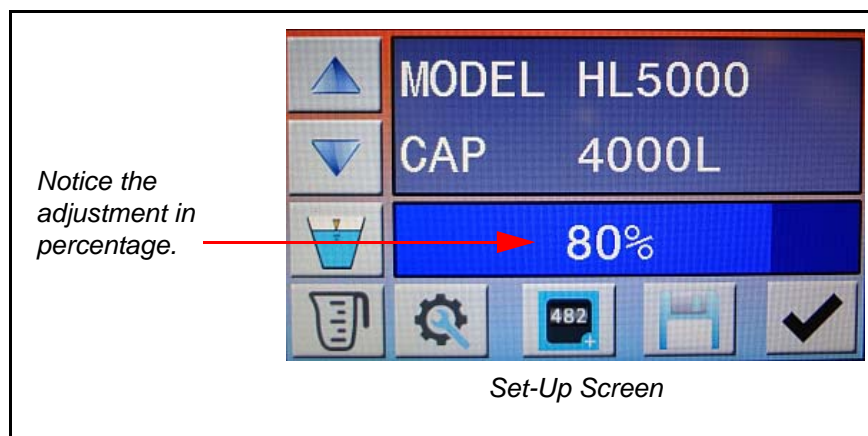 MODEL HL5000
CAP 4000L
Notice the
adjustment in
percentage.
80%
482
Set-Up Screen